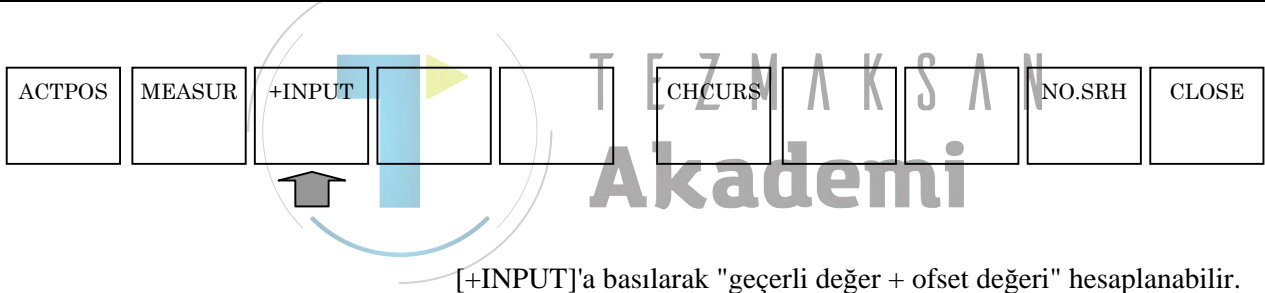 ACTPOS MEASUR +INPUT CHCURS NO.SRH CLOSE
TEZMAKSAN
Akademi
[+INPUT]'a basılarak "geçerli değer + ofset değeri" hesaplanabilir.